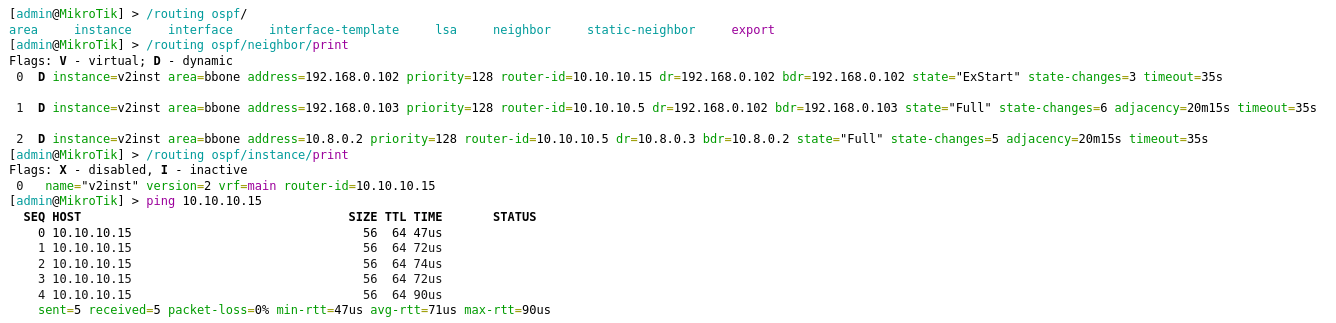 [admin@MikroTik] > /routing ospf/
area     instance     interface     interface-template     lsa     neighbor     static-neighbor     export
[admin@MikroTik] > /routing ospf/neighbor/print
Flags: V - virtual; D - dynamic
 0  D instance=v2inst area=bbone address=192.168.0.102 priority=128 router-id=10.10.10.15 dr=192.168.0.102 bdr=192.168.0.102 state="ExStart" state-changes=3 timeout=35s
 1  D instance=v2inst area=bbone address=192.168.0.103 priority=128 router-id=10.10.10.5 dr=192.168.0.102 bdr=192.168.0.103 state="Full" state-changes=6 adjacency=20m15s timeout=35s
 2  D instance=v2inst area=bbone address=10.8.0.2 priority=128 router-id=10.10.10.5 dr=10.8.0.3 bdr=10.8.0.2 state="Full" state-changes=5 adjacency=20m15s timeout=35s
[admin@MikroTik] > /routing ospf/instance/print
Flags: X - disabled, I - inactive
 0   name="v2inst" version=2 vrf=main router-id=10.10.10.15
[admin@MikroTik] > ping 10.10.10.15
  SEQ HOST                                     SIZE TTL TIME       STATUS
    0 10.10.10.15                                56  64 47us
    1 10.10.10.15                                56  64 72us
    2 10.10.10.15                                56  64 74us
    3 10.10.10.15                                56  64 72us
    4 10.10.10.15                                56  64 90us
    sent=5 received=5 packet-loss=0% min-rtt=47us avg-rtt=71us max-rtt=90us